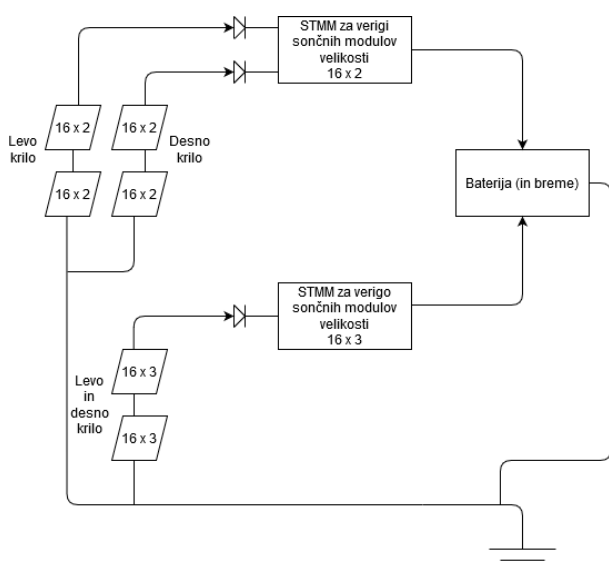 STMM za verigi
sončnih modulov
velikosti
16 x 2
16 x 2
16 x 2
Levo
krilo
Desno
krilo
16 x 2
16 x 2
Baterija (in breme)
STMM za verigo
sončnih modulov
velikosti
16 x 3
16 x 3
Levo
in
desno
krilo
16 x 3